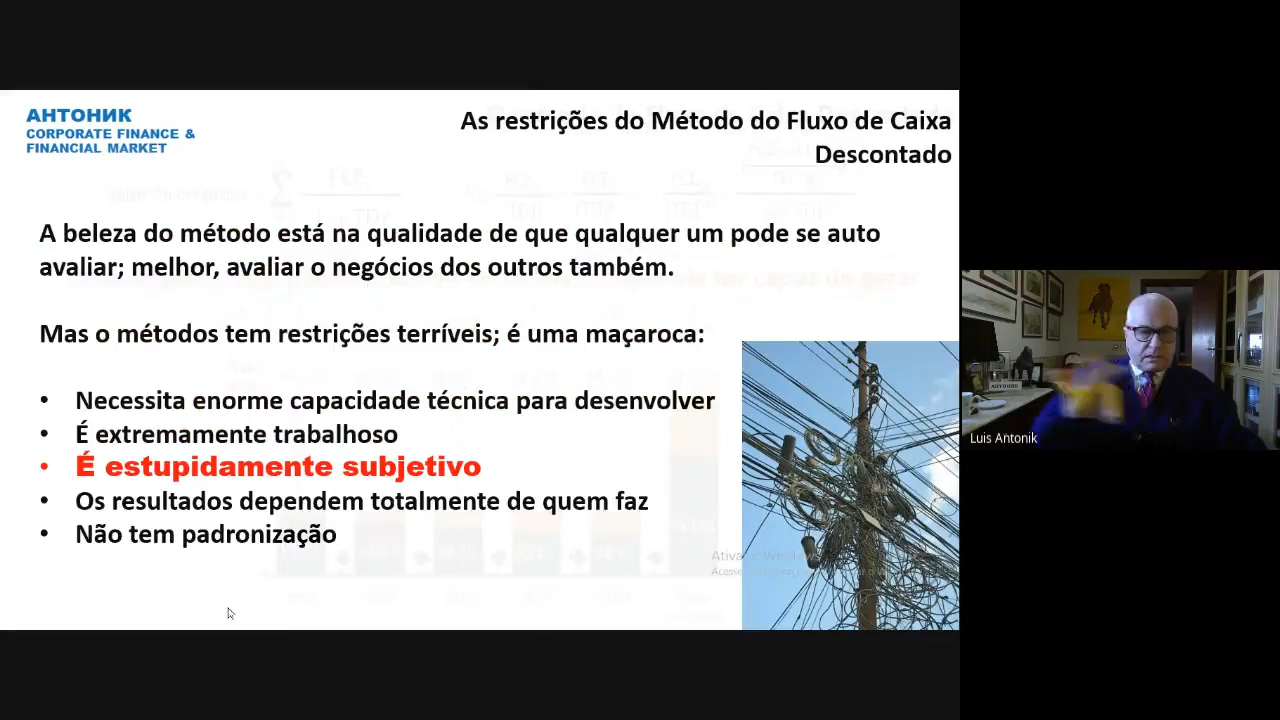 АНТОНИК
CORPORATE FINANCE &
FINANCIAL MARKET
As restrições do Método do Fluxo de Caixa
Descontado
A beleza do método está na qualidade de que qualquer um pode se auto
avaliar; melhor, avaliar o negócios dos outros também.
Mas o métodos tem restrições terríveis; é uma maçaroca:
• Necessita enorme capacidade técnica para desenvolver
• É extremamente trabalhoso
• É estupidamente subjetivo
• Os resultados dependem totalmente de quem faz
• Não tem padronização
Luis Antonik